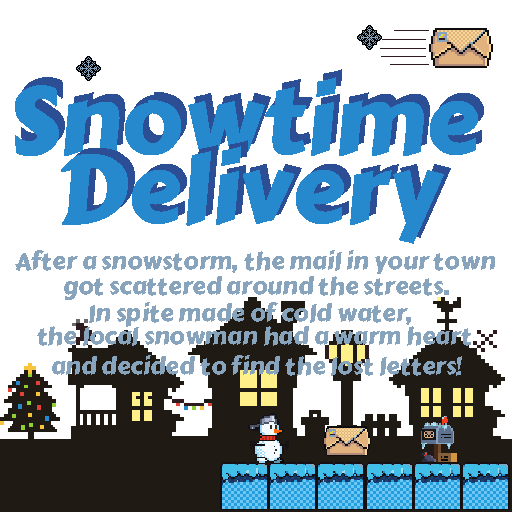 Snowtime
Delivery
After a snowstorm, the mail in your town
got scattered around the streets.
In spite made of cold water,
the local snowman had a warm heart
and decided to find the lost letters!